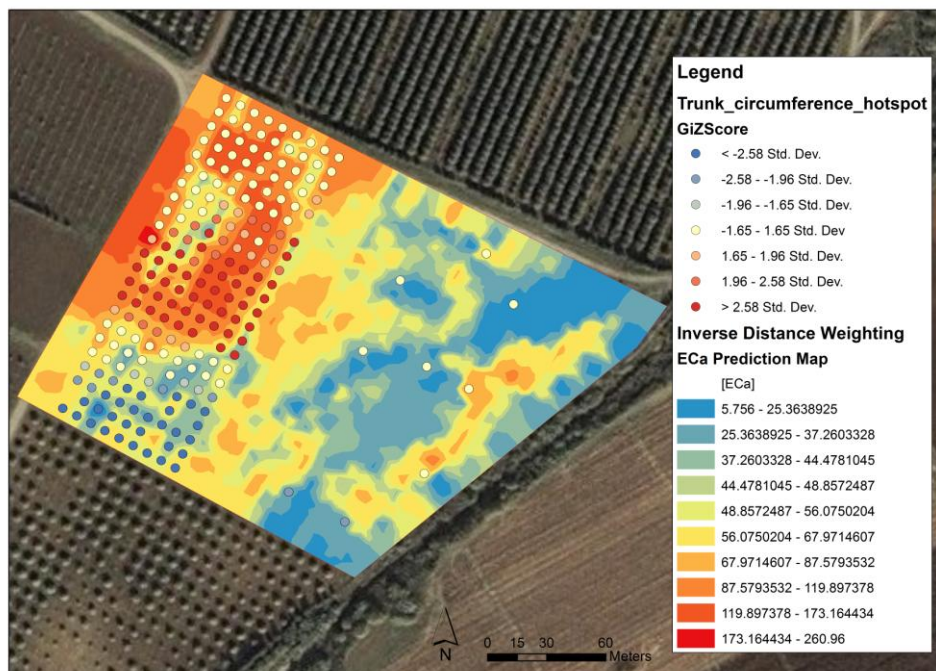 Legend
Trunk_circumference_hotspot
GiZScore
< -2.58 Std. Dev.
-2.58 - -1.96 Std. Dev.
-1.96 - -1.65 Std. Dev.
-1.65 - 1.65 Std. Dev
1.65 - 1.96 Std. Dev.
1.96 - 2.58 Std. Dev.
> 2.58 Std. Dev.
Inverse Distance Weighting
ECa Prediction Map
[ECa]
5.756 - 25.3638925
25.3638925 - 37.2603328
37.2603328 - 44.4781045
44.4781045 - 48.8572487
48.8572487 - 56.0750204
56.0750204 - 67.9714607
67.9714607 - 87.5793532
87.5793532 - 119.897378
119.897378 - 173.164434
173.164434 - 260.96
N
0 15 30 60
Meters